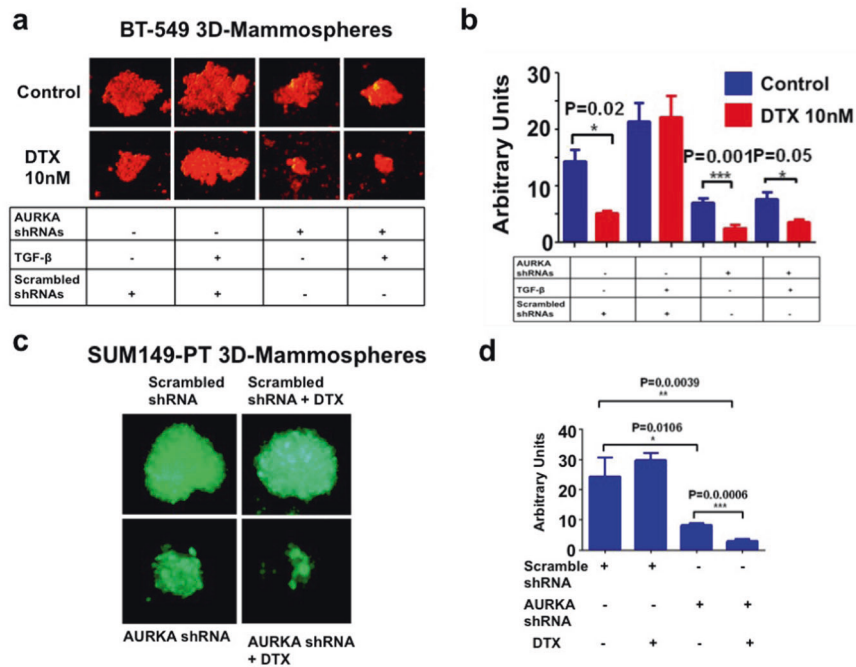 a
BT-549 3D-Mammospheres
Control
DTX
10nM
AURKA
shRNAs - - + +
TGF-β - + - +
Scrambled
shRNAs + + - -
b
Arbitrary Units
30
20
10
0
Control
DTX 10nM
P=0.02
*
P=0.001
***
P=0.05
*
AURKA
shRNAs - - + +
TGF-β - + - +
Scrambled
shRNAs + + - -
c
SUM149-PT 3D-Mammospheres
Scrambled
shRNA
Scrambled
shRNA + DTX
AURKA shRNA
AURKA shRNA
+ DTX
d
P=0.0.0039
**
P=0.0106
*
P=0.0.0006
***
Arbitrary Units
40
30
20
10
0
Scramble + + - -
shRNA
AURKA - - + +
shRNA
DTX - + - +